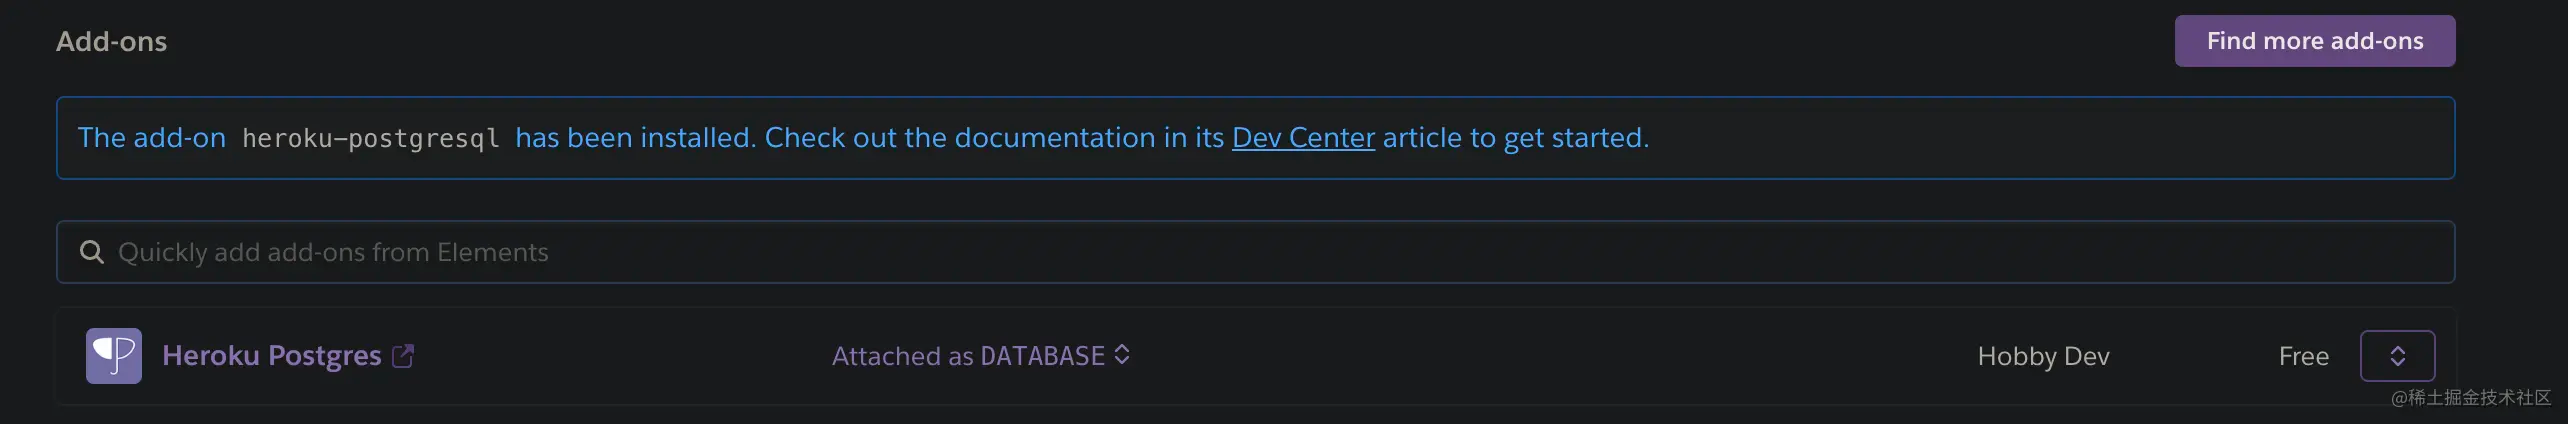 Add-ons
Find more add-ons
The add-on heroku-postgresql has been installed. Check out the documentation in its Dev Center article to get started.
Quickly add add-ons from Elements
Heroku Postgres Attached as DATABASE Hobby Dev Free
@稀土掘金技术社区